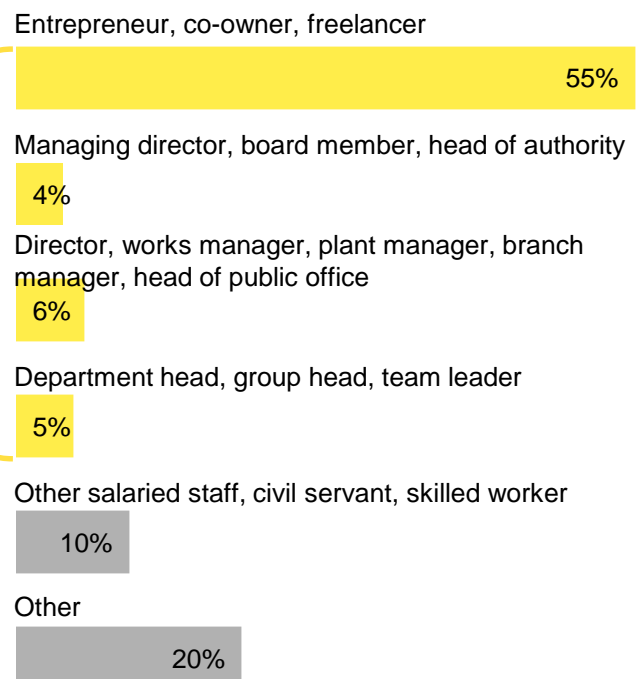 Entrepreneur, co-owner, freelancer
55%
Managing director, board member, head of authority
4%
Director, works manager, plant manager, branch
manager, head of public office
6%
Department head, group head, team leader
5%
Other salaried staff, civil servant, skilled worker
10%
Other
20%